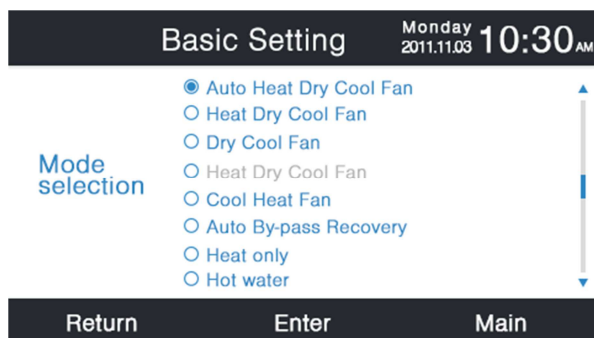 Basic Setting
Monday
2011.11.03 10:30 AM
Mode
selection
Auto Heat Dry Cool Fan
Heat Dry Cool Fan
Dry Cool Fan
Heat Dry Cool Fan
Cool Heat Fan
Auto By-pass Recovery
Heat only
Hot water
Return Enter Main